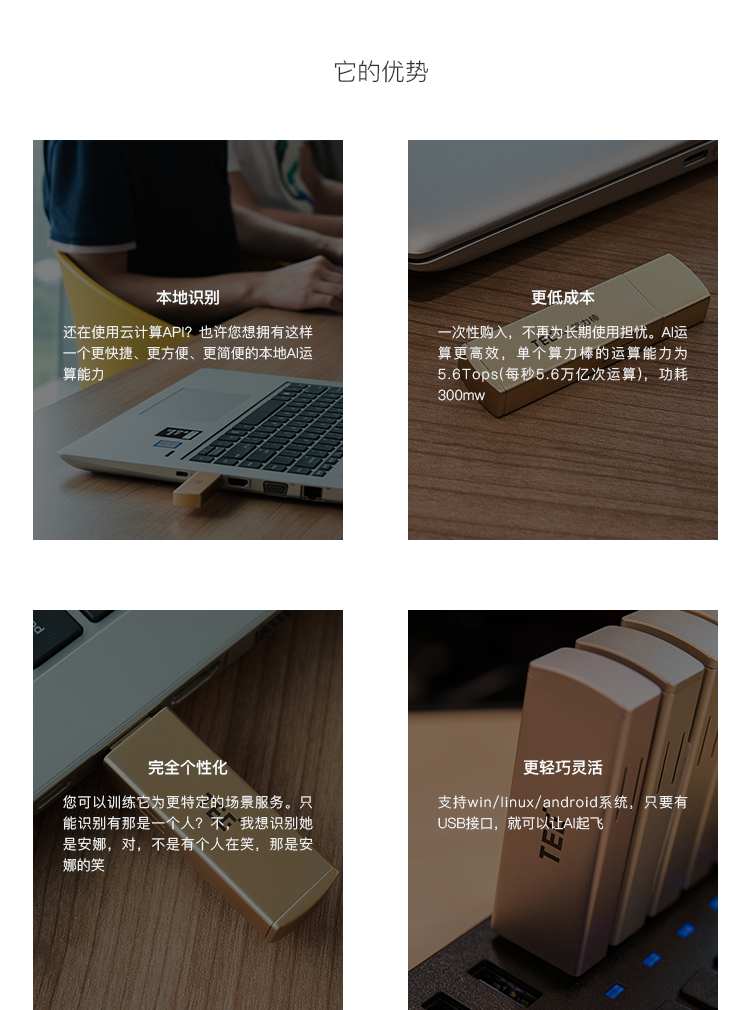 它的优势
本地识别
还在使用云计算API？也许您想拥有这样
一个更快捷、更方便、更简便的本地AI运
算能力
更低成本
一次性购入，不再为长期使用担忧。AI运
算更高效，单个算力棒的运算能力为
5.6Tops(每秒5.6万亿次运算)，功耗
300mw
完全个性化
您可以训练它为更特定的场景服务。只
能识别有那是一个人？不，我想识别她
是安娜，对，不是有个人在笑，那是安
娜的笑
更轻巧灵活
支持win/linux/android系统，只要有
USB接口，就可以让AI起飞